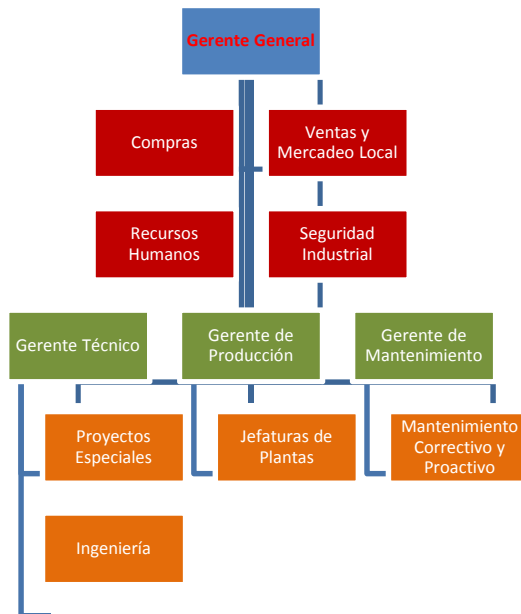 Gerente General
Compras
Ventas y
Mercadeo Local
Recursos
Humanos
Seguridad
Industrial
Gerente Técnico
Gerente de
Producción
Gerente de
Mantenimiento
Proyectos
Especiales
Jefaturas de
Plantas
Mantenimiento
Correctivo y
Proactivo
Ingeniería